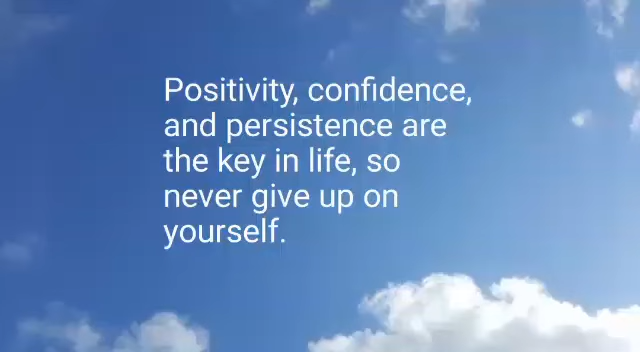 Positivity, confidence,
and persistence are
the key in life, so
never give up on
yourself.